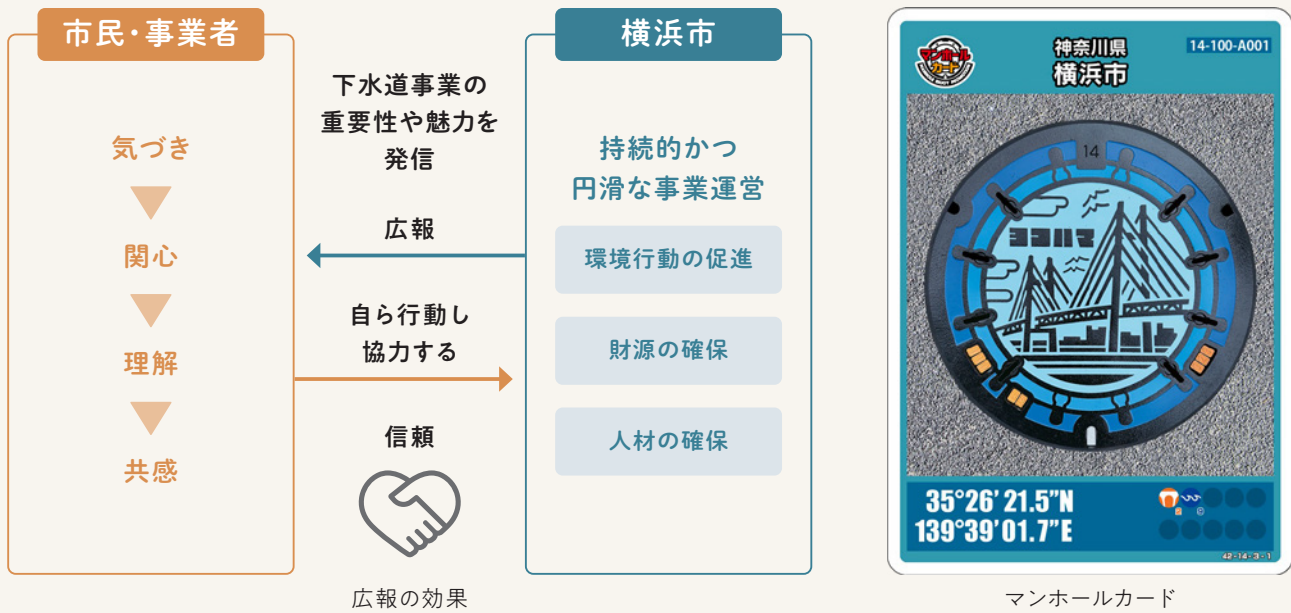 市民・事業者
気づき
関心
理解
共感
下水道事業の
重要性や魅力を
発信
広報
自ら行動し
協力する
信頼
横浜市
持続的かつ
円滑な事業運営
環境行動の促進
財源の確保
人材の確保
広報の効果
マンホール
カード
神奈川県
横浜市
14-100-A001
14
ヨコハマ
35°26'21.5"N
139°39'01.7"E
42-14-3-1
マンホールカード